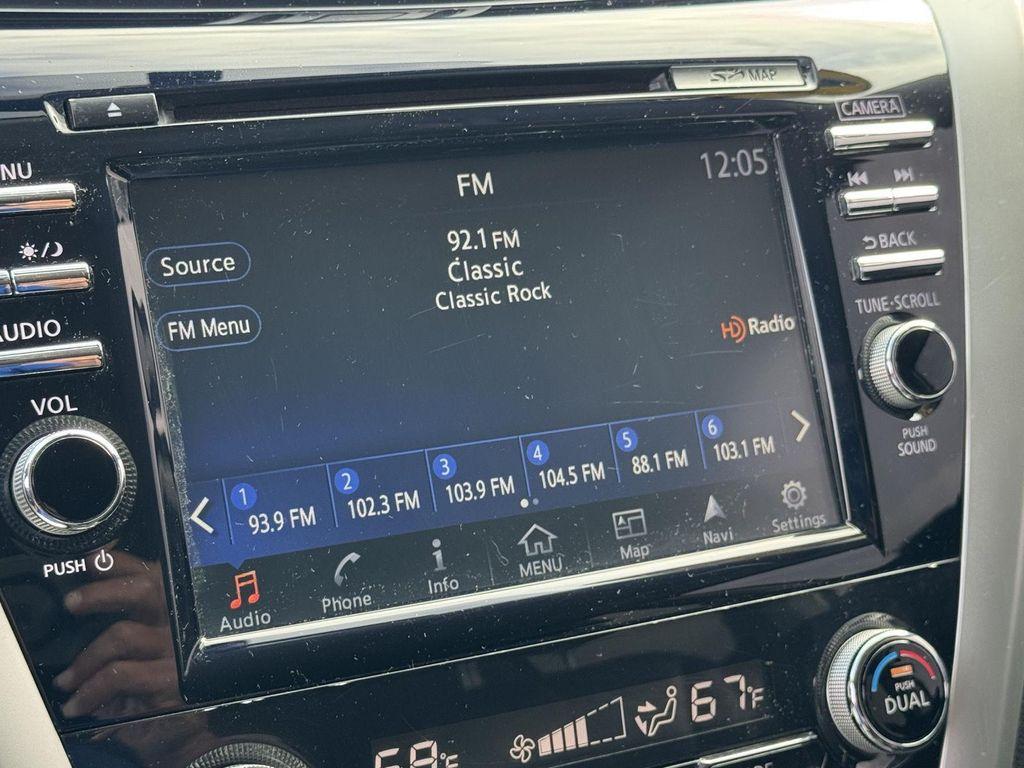 MAP
CAMERA
NU
FM
12:05
BACK
Source
92.1 FM
Classic
Classic Rock
TUNE·SCROLL
AUDIO
FM Menu
HD Radio
VOL
PUSH
SOUND
1 93.9 FM
2 102.3 FM
3 103.9 FM
4 104.5 FM
5 88.1 FM
6 103.1 FM
PUSH
Audio
Phone
Info
MENU
Map
Navi
Settings
PUSH
DUAL
68°F
67°F